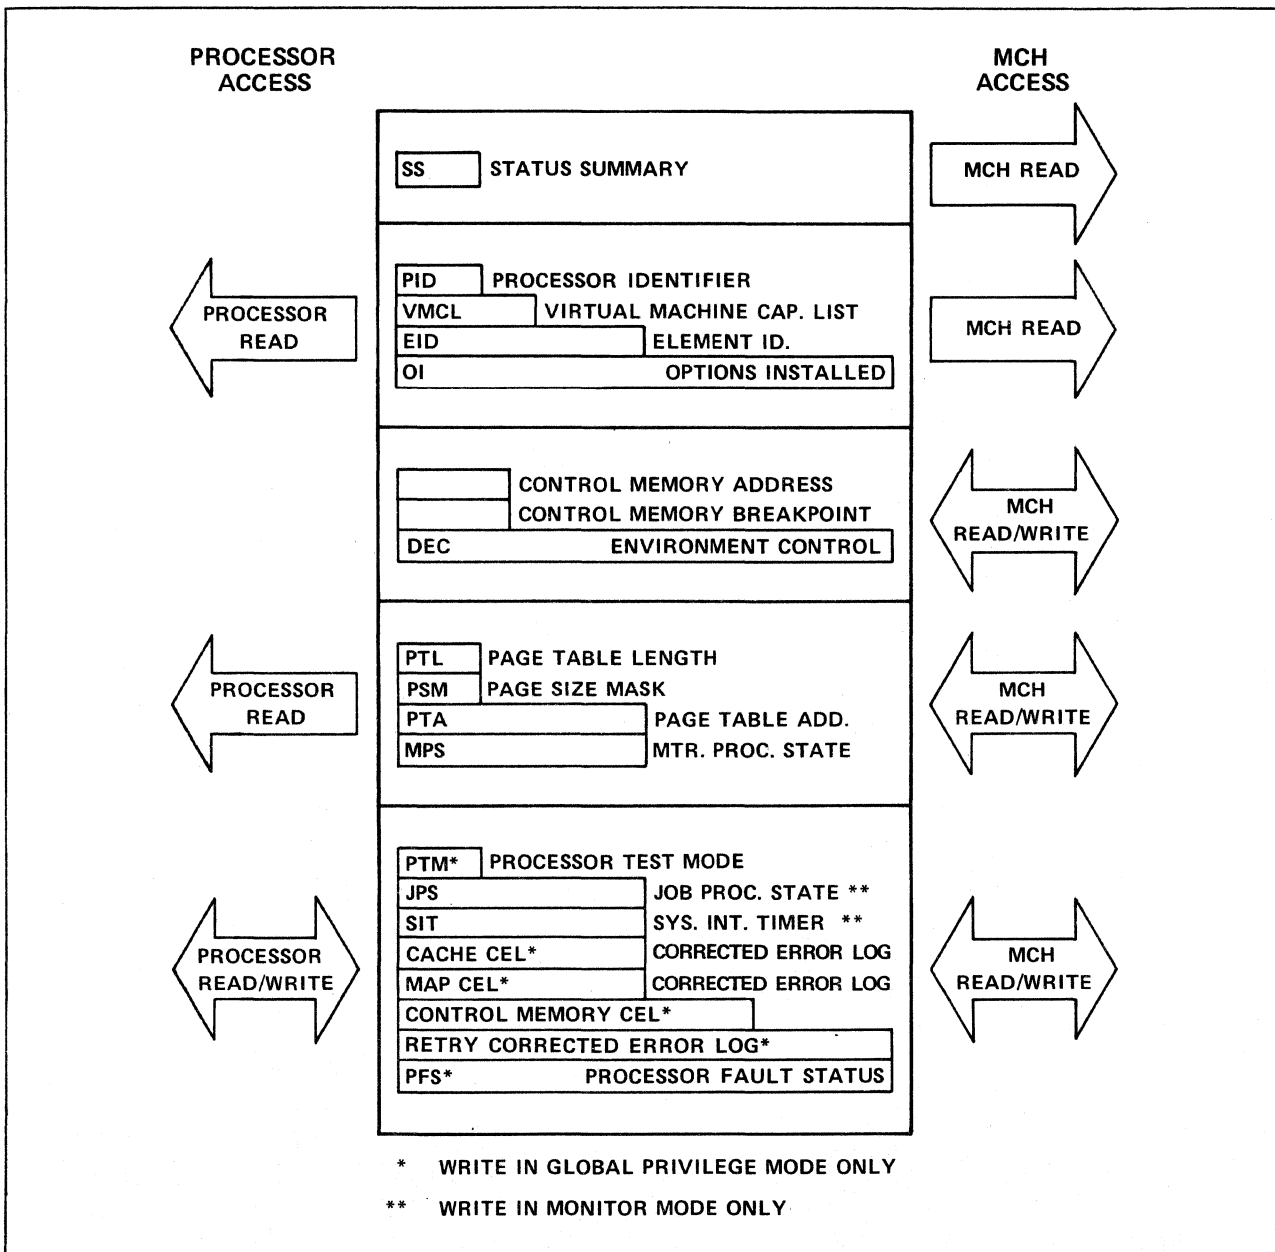 PROCESSOR
ACCESS
MCH
ACCESS
SS STATUS SUMMARY
MCH READ
PID PROCESSOR IDENTIFIER
VMCL VIRTUAL MACHINE CAP. LIST
EID ELEMENT ID.
OI OPTIONS INSTALLED
PROCESSOR
READ
MCH READ
CONTROL MEMORY ADDRESS
CONTROL MEMORY BREAKPOINT
DEC ENVIRONMENT CONTROL
MCH
READ/WRITE
PTL PAGE TABLE LENGTH
PSM PAGE SIZE MASK
PTA PAGE TABLE ADD.
MPS MTR. PROC. STATE
PROCESSOR
READ
MCH
READ/WRITE
PTM* PROCESSOR TEST MODE
JPS JOB PROC. STATE **
SIT SYS. INT. TIMER **
CACHE CEL* CORRECTED ERROR LOG
MAP CEL* CORRECTED ERROR LOG
CONTROL MEMORY CEL*
RETRY CORRECTED ERROR LOG*
PFS* PROCESSOR FAULT STATUS
PROCESSOR
READ/WRITE
MCH
READ/WRITE
* WRITE IN GLOBAL PRIVILEGE MODE ONLY
** WRITE IN MONITOR MODE ONLY